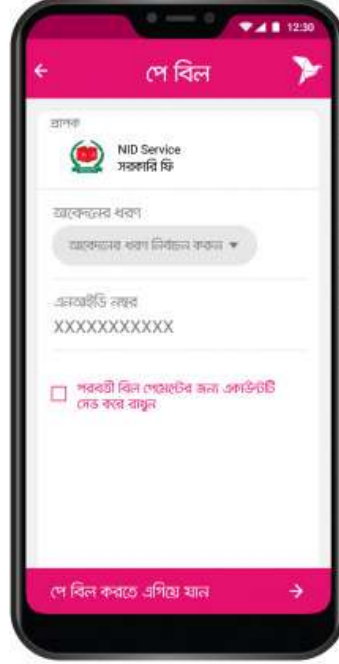 12:30
পে বিল
প্রাপক
NID Service
সরকারি ফি
আবেদনের ধরণ
আবেদনের ধরণ নির্বাচন করুন
এনআইডি নম্বর
XXXXXXXXXXX
পরবর্তী বিল পেমেন্টের জন্য একাউন্টটি
সেভ করে রাখুন
পে বিল করতে এগিয়ে যান